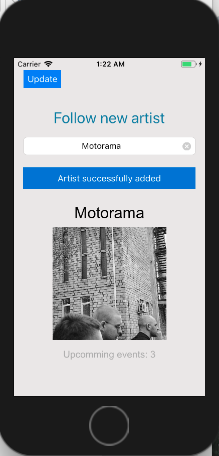 Carrier 1:22 AM
Update
Follow new artist
Motorama
Artist successfully added
Motorama
Upcomming events: 3